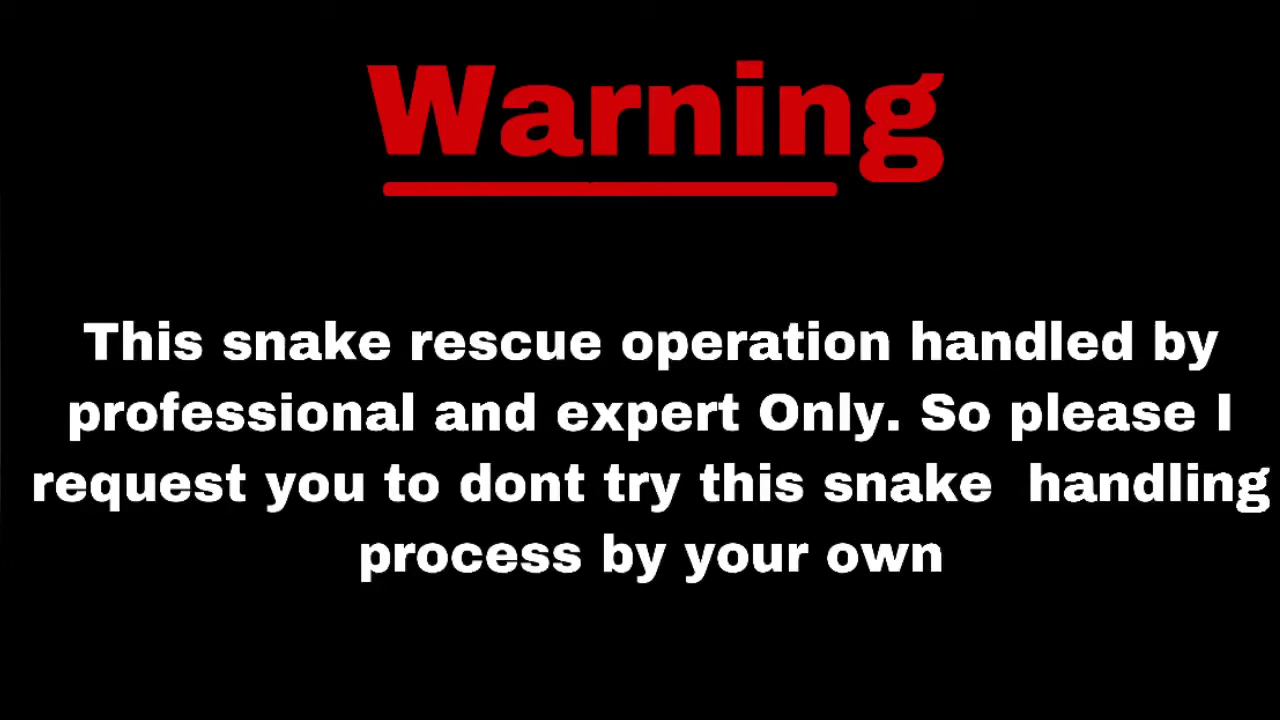 Warning
This snake rescue operation handled by
professional and expert Only. So please I
request you to dont try this snake  handling
process by your own